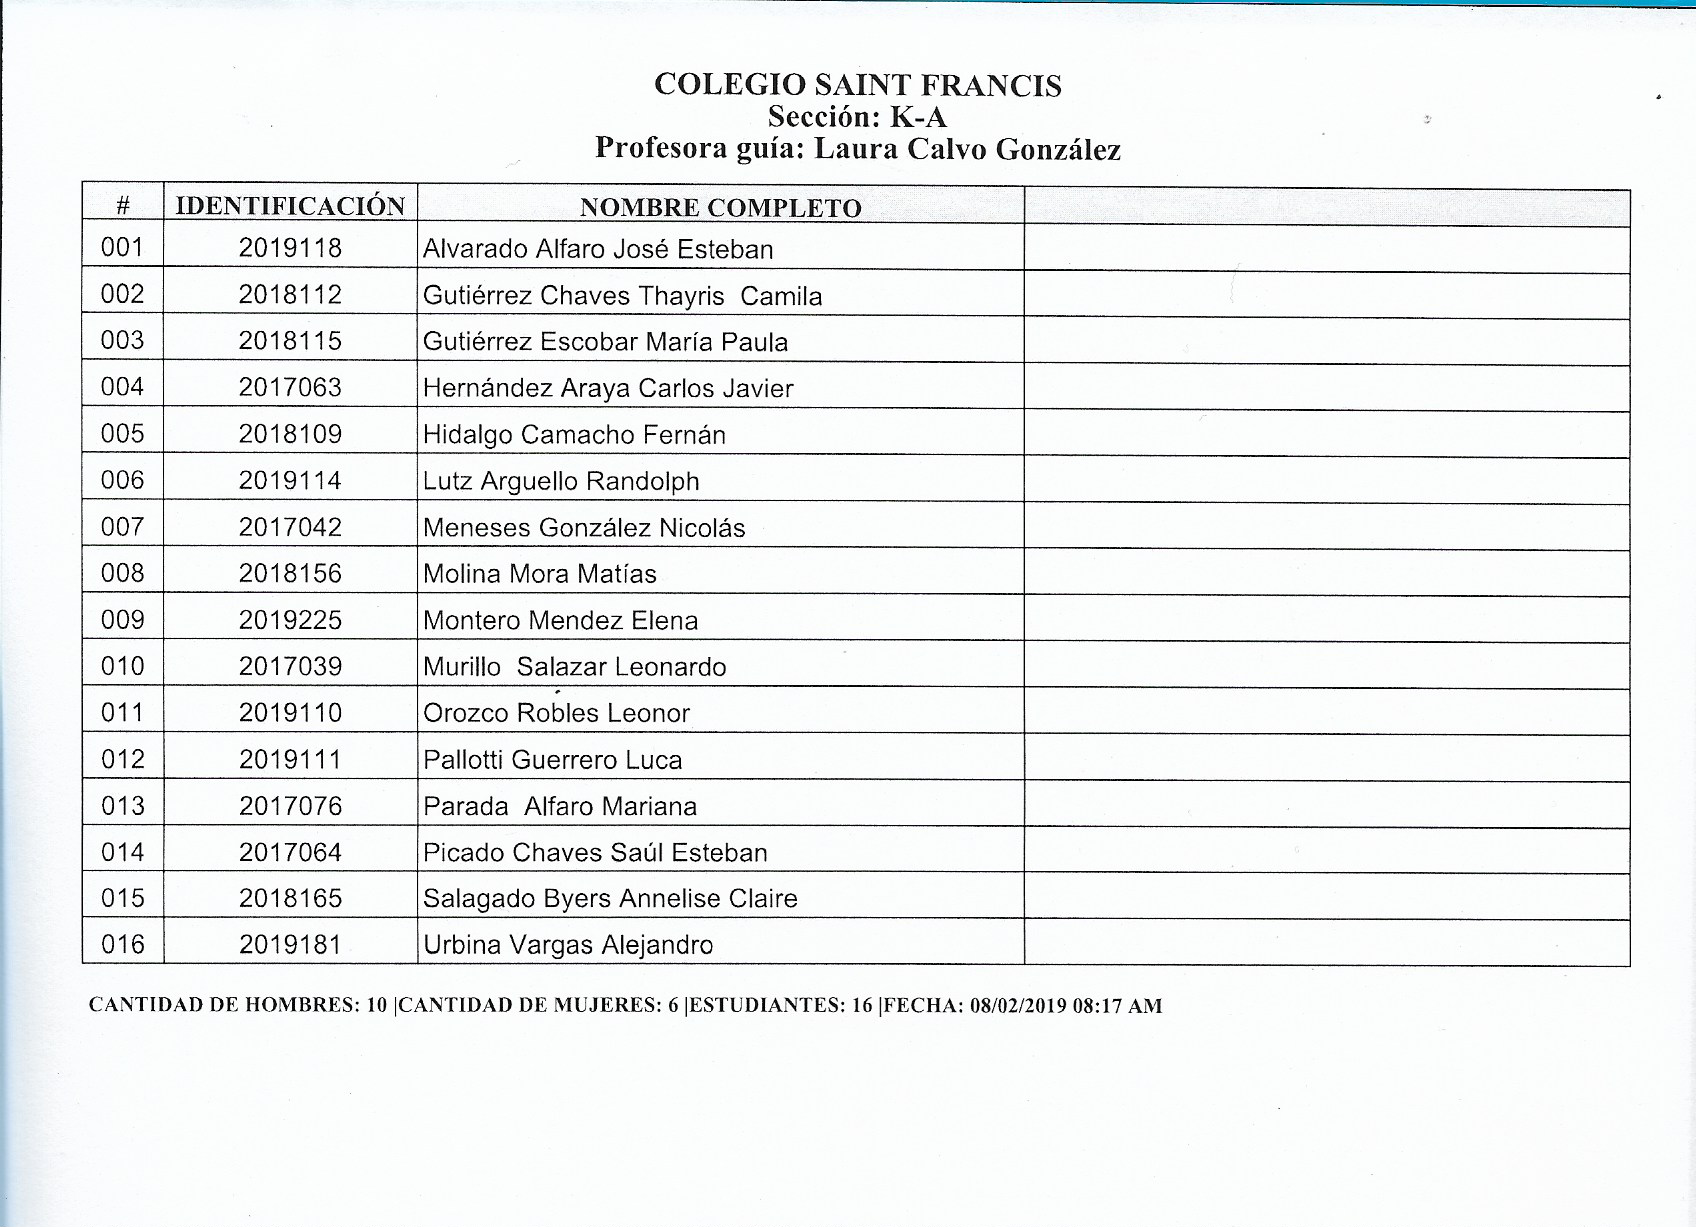 COLEGIO SAINT FRANCIS
Sección: K-A
Profesora guía: Laura Calvo González
# IDENTIFICACIÓN NOMBRE COMPLETO
001 2019118 Alvarado Alfaro José Esteban
002 2018112 Gutiérrez Chaves Thayris Camila
003 2018115 Gutiérrez Escobar María Paula
004 2017063 Hernández Araya Carlos Javier
005 2018109 Hidalgo Camacho Fernán
006 2019114 Lutz Arguello Randolph
007 2017042 Meneses González Nicolás
008 2018156 Molina Mora Matías
009 2019225 Montero Mendez Elena
010 2017039 Murillo Salazar Leonardo
011 2019110 Orozco Robles Leonor
012 2019111 Pallotti Guerrero Luca
013 2017076 Parada Alfaro Mariana
014 2017064 Picado Chaves Saúl Esteban
015 2018165 Salagado Byers Annelise Claire
016 2019181 Urbina Vargas Alejandro
CANTIDAD DE HOMBRES: 10 |CANTIDAD DE MUJERES: 6 |ESTUDIANTES: 16 |FECHA: 08/02/2019 08:17 AM